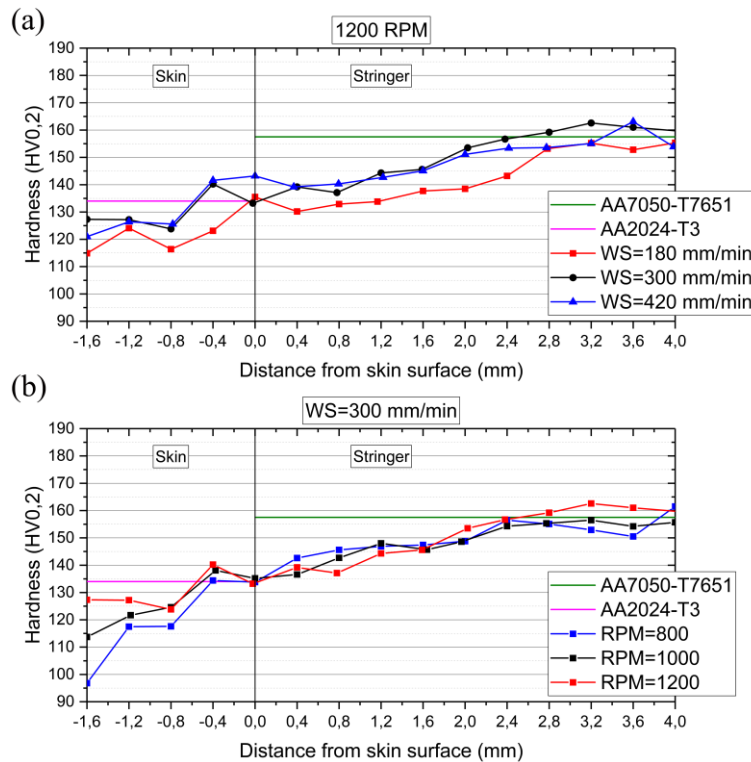 (a)
1200 RPM
190
180
170
160
150
140
130
120
110
100
90
Hardness (HV0,2)
Skin
Stringer
AA7050-T7651
AA2024-T3
WS=180 mm/min
WS=300 mm/min
WS=420 mm/min
-1,6 -1,2 -0,8 -0,4 0,0 0,4 0,8 1,2 1,6 2,0 2,4 2,8 3,2 3,6 4,0
Distance from skin surface (mm)
(b)
WS=300 mm/min
190
180
170
160
150
140
130
120
110
100
90
Hardness (HV0,2)
Skin
Stringer
AA7050-T7651
AA2024-T3
RPM=800
RPM=1000
RPM=1200
-1,6 -1,2 -0,8 -0,4 0,0 0,4 0,8 1,2 1,6 2,0 2,4 2,8 3,2 3,6 4,0
Distance from skin surface (mm)